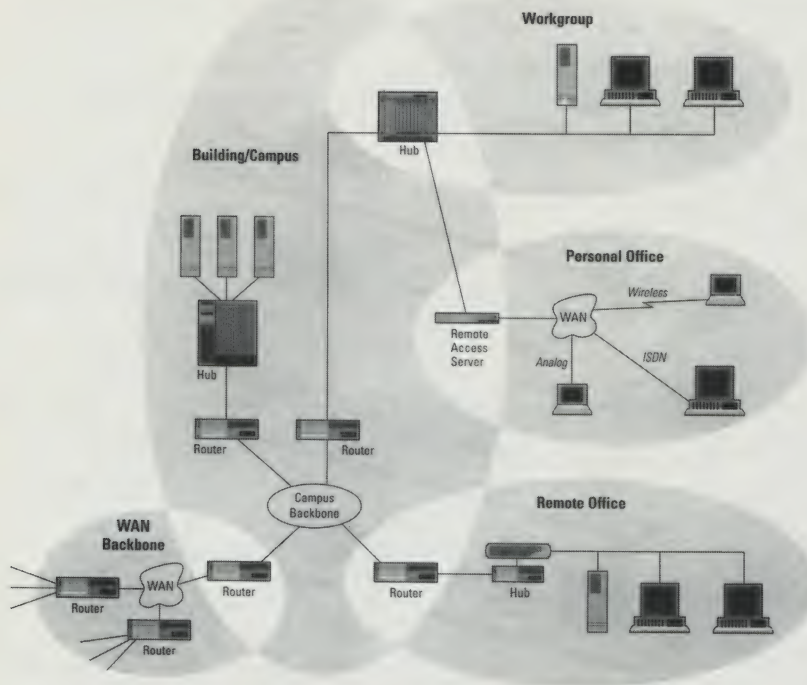 Workgroup
Hub
Building/Campus
Personal Office
Wireless
WAN
Remote
Access
Server
Analog
ISDN
Hub
Router
Router
Campus
Backbone
Remote Office
WAN
Backbone
WAN
Router
Router
Router
Router
Hub